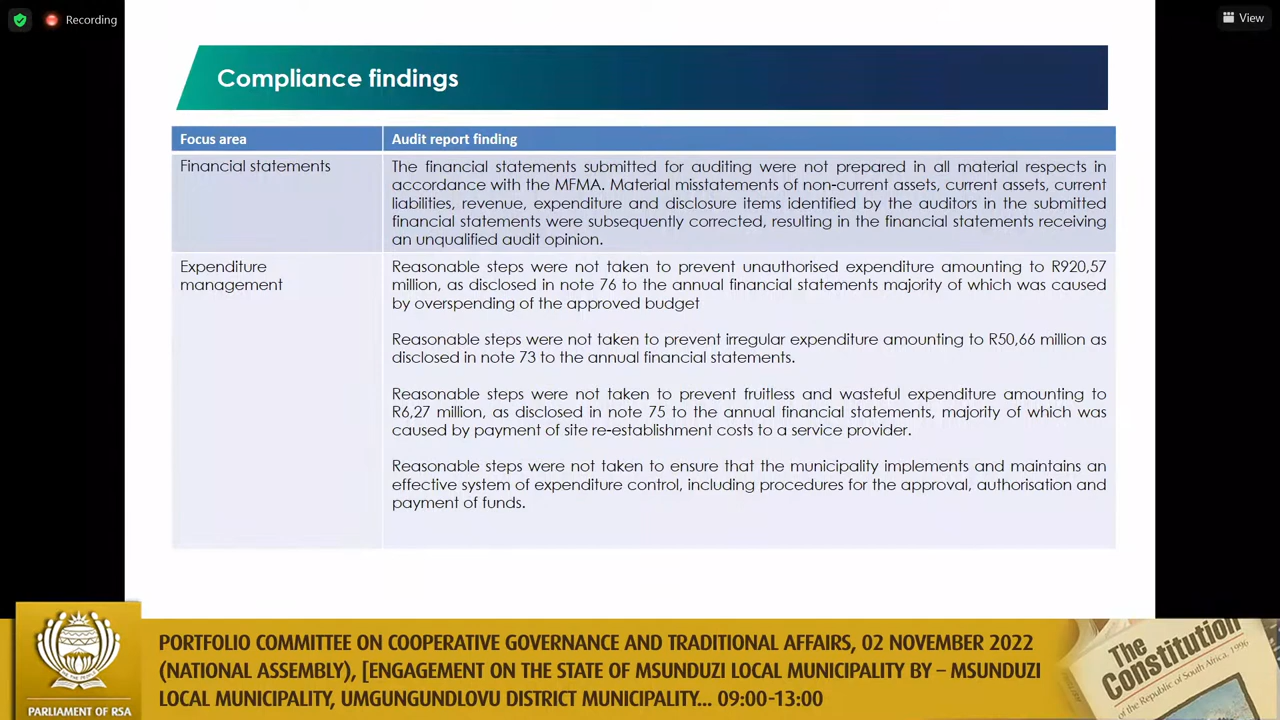 Recording
View
Compliance findings
Focus area
Audit report finding
Financial statements
The financial statements submitted for auditing were not prepared in all material respects in
accordance with the MFMA. Material misstatements of non-current assets, current assets, current
liabilities, revenue, expenditure and disclosure items identified by the auditors in the submitted
financial statements were subsequently corrected, resulting in the financial statements receiving
an unqualified audit opinion.
Expenditure
management
Reasonable steps were not taken to prevent unauthorised expenditure amounting to R920,57
million, as disclosed in note 76 to the annual financial statements majority of which was caused
by overspending of the approved budget
Reasonable steps were not taken to prevent irregular expenditure amounting to R50,66 million as
disclosed in note 73 to the annual financial statements.
Reasonable steps were not taken to prevent fruitless and wasteful expenditure amounting to
R6,27 million, as disclosed in note 75 to the annual financial statements, majority of which was
caused by payment of site re-establishment costs to a service provider.
Reasonable steps were not taken to ensure that the municipality implements and maintains an
effective system of expenditure control, including procedures for the approval, authorisation and
payment of funds.
PARLIAMENT OF RSA
PORTFOLIO COMMITTEE ON COOPERATIVE GOVERNANCE AND TRADITIONAL AFFAIRS, 02 NOVEMBER 2022
(NATIONAL ASSEMBLY), [ENGAGEMENT ON THE STATE OF MSUNDUZI LOCAL MUNICIPALITY BY – MSUNDUZI
LOCAL MUNICIPALITY, UMGUNGUNDLOVU DISTRICT MUNICIPALITY... 09:00-13:00
The
Constitution
of the Republic of South Africa, 1996